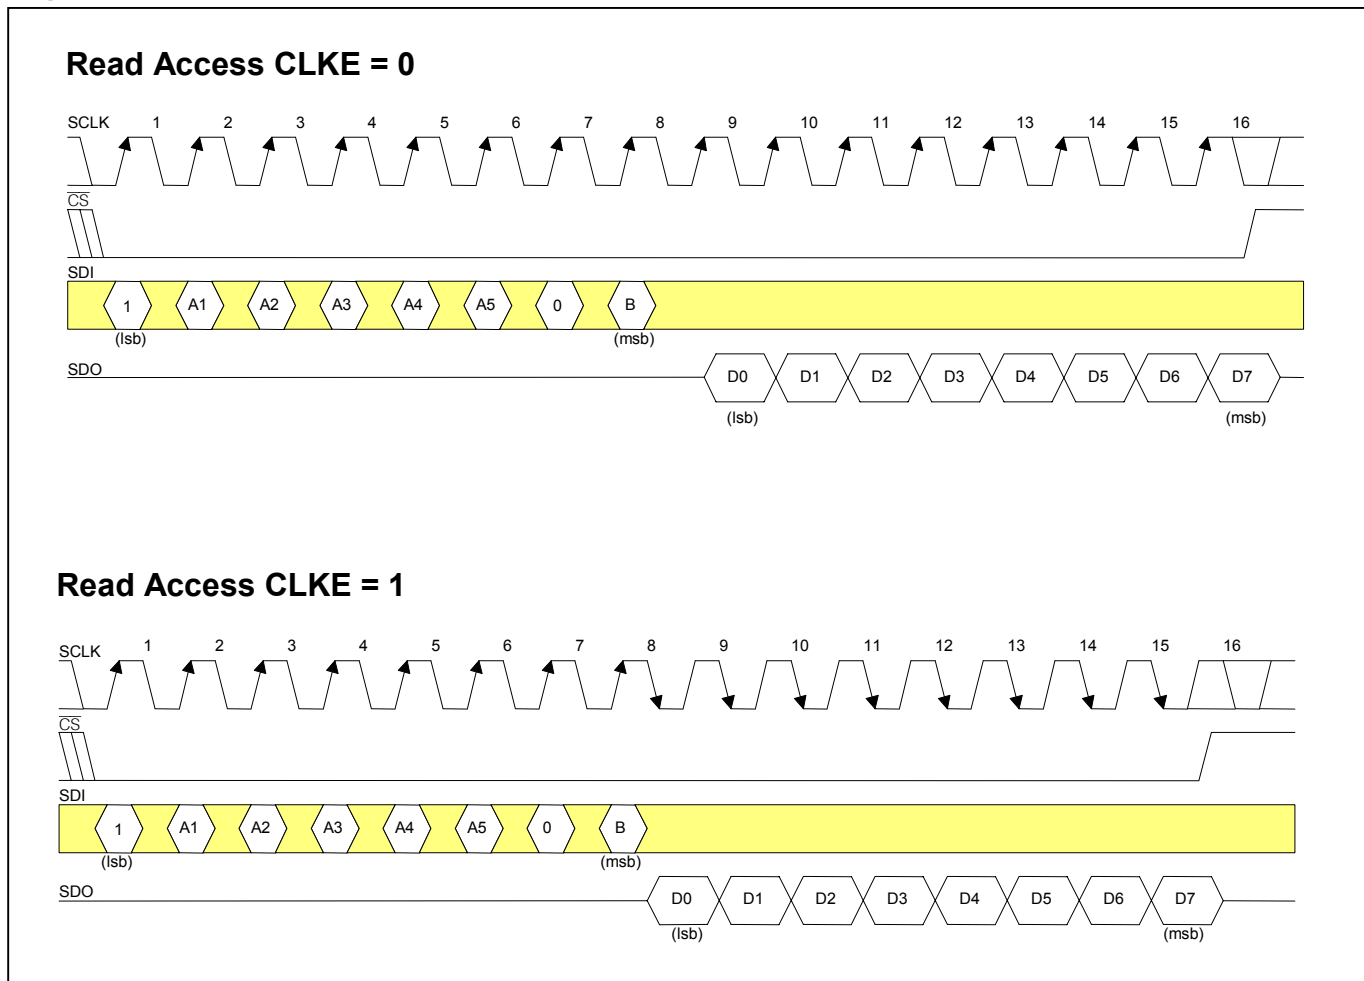 Read Access CLKE = 0
SCLK 1 2 3 4 5 6 7 8 9 10 11 12 13 14 15 16
CS
SDI
1 A1 A2 A3 A4 A5 0 B
(lsb) (msb)
SDO
D0 D1 D2 D3 D4 D5 D6 D7
(lsb) (msb)
Read Access CLKE = 1
SCLK 1 2 3 4 5 6 7 8 9 10 11 12 13 14 15 16
CS
SDI
1 A1 A2 A3 A4 A5 0 B
(lsb) (msb)
SDO
D0 D1 D2 D3 D4 D5 D6 D7
(lsb) (msb)